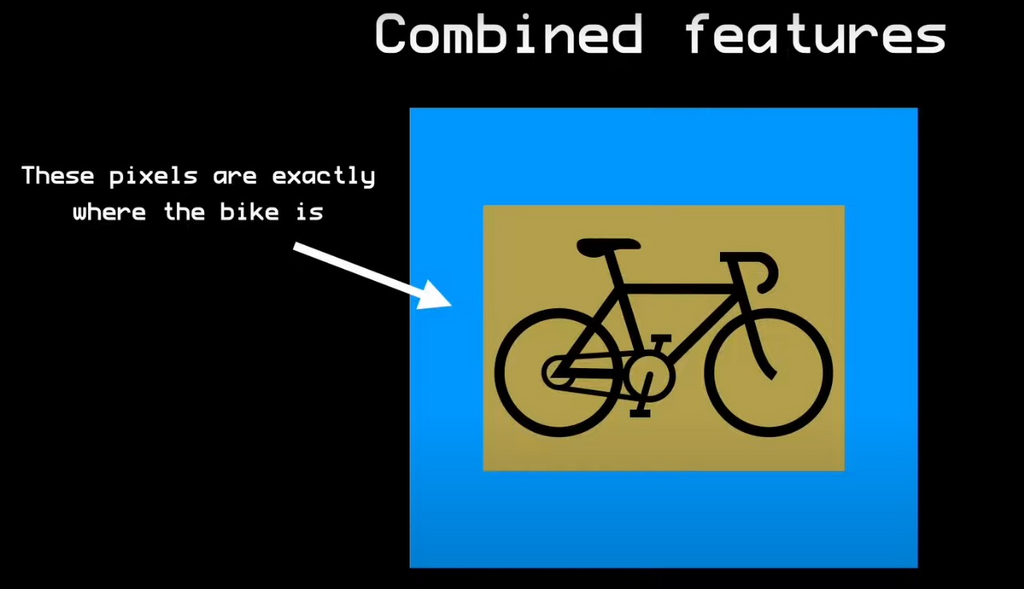 Combined features
These pixels are exactly
where the bike is